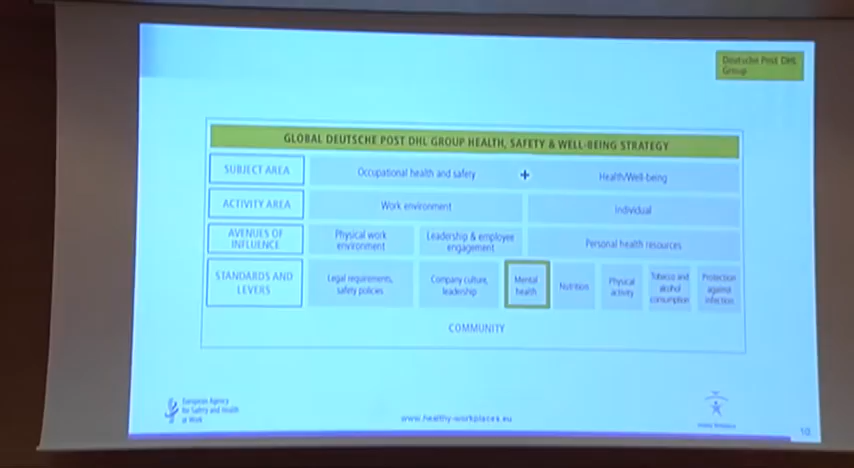 Deutsche Post DHL
Group
GLOBAL DEUTSCHE POST DHL GROUP HEALTH, SAFETY & WELL-BEING STRATEGY
SUBJECT AREA
Occupational health and safety
+
Health/Well-being
ACTIVITY AREA
Work environment
Individual
AVENUES OF
INFLUENCE
Physical work
environment
Leadership & employee
engagement
Personal health resources
STANDARDS AND
LEVERS
Legal requirements,
safety policies
Company culture,
leadership
Mental
health
Nutrition
Physical
activity
Tobacco and
alcohol
consumption
Protection
against
infection
COMMUNITY
European Agency
for Safety and Health
at Work
www.healthy-workplaces.eu
10